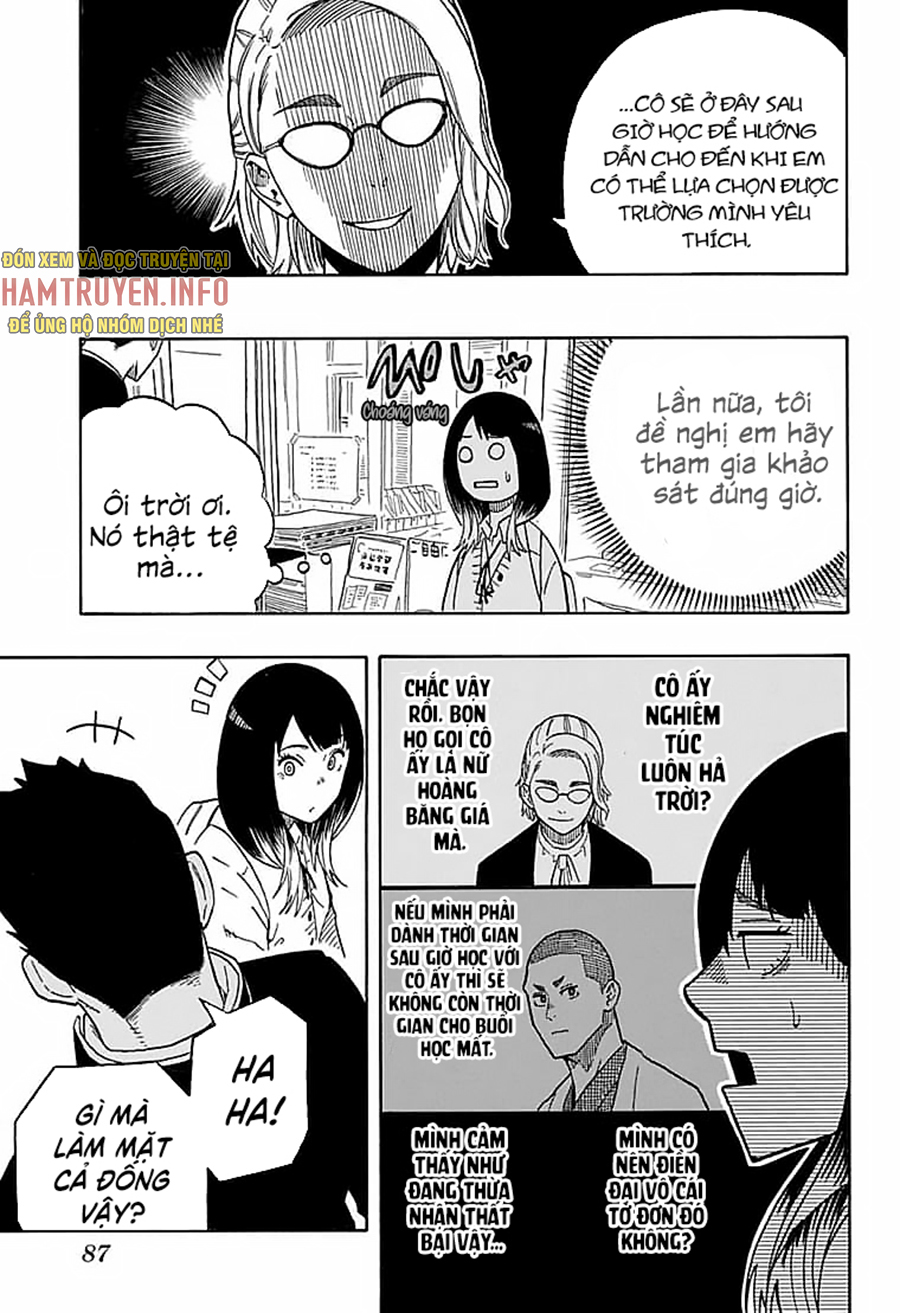 ...CÔ SẼ Ở ĐÂY SAU
GIỜ HỌC ĐỂ HƯỚNG
DẪN CHO ĐẾN KHI EM
CÓ THỂ LỰA CHỌN ĐƯỢC
TRƯỜNG MÌNH YÊU
THÍCH.
ĐÓN XEM VÀ ĐỌC TRUYỆN TẠI
HAMTRUYEN.INFO
ĐỂ ỦNG HỘ NHÓM DỊCH NHÉ
Lần nữa, tôi
đề nghị em hãy
tham gia khảo
sát đúng giờ.
Choáng váng
Ôi trời ơi.
Nó thật tệ
mà...
CÔ ẤY
NGHIÊM
TÚC
LUÔN HẢ
TRỜI?
CHẮC VẬY
RỒI. BỌN
HỌ GỌI CÔ
ẤY LÀ NỮ
HOÀNG
BĂNG GIÁ
MÀ.
NẾU MÌNH PHẢI
DÀNH THỜI GIAN
SAU GIỜ HỌC VỚI
CÔ ẤY THÌ SẼ
KHÔNG CÒN THỜI
GIAN CHO BUỔI
HỌC MẤT.
MÌNH CÓ
NÊN ĐIỀN
ĐẠI VÔ CÁI
TỜ ĐƠN ĐÓ
KHÔNG?
MÌNH CẢM
THẤY NHƯ
ĐANG THỪA
NHẬN THẤT
BẠI VẬY...
HA
HA!
GÌ MÀ
LÀM MẶT
CẢ ĐỐNG
VẬY?
87